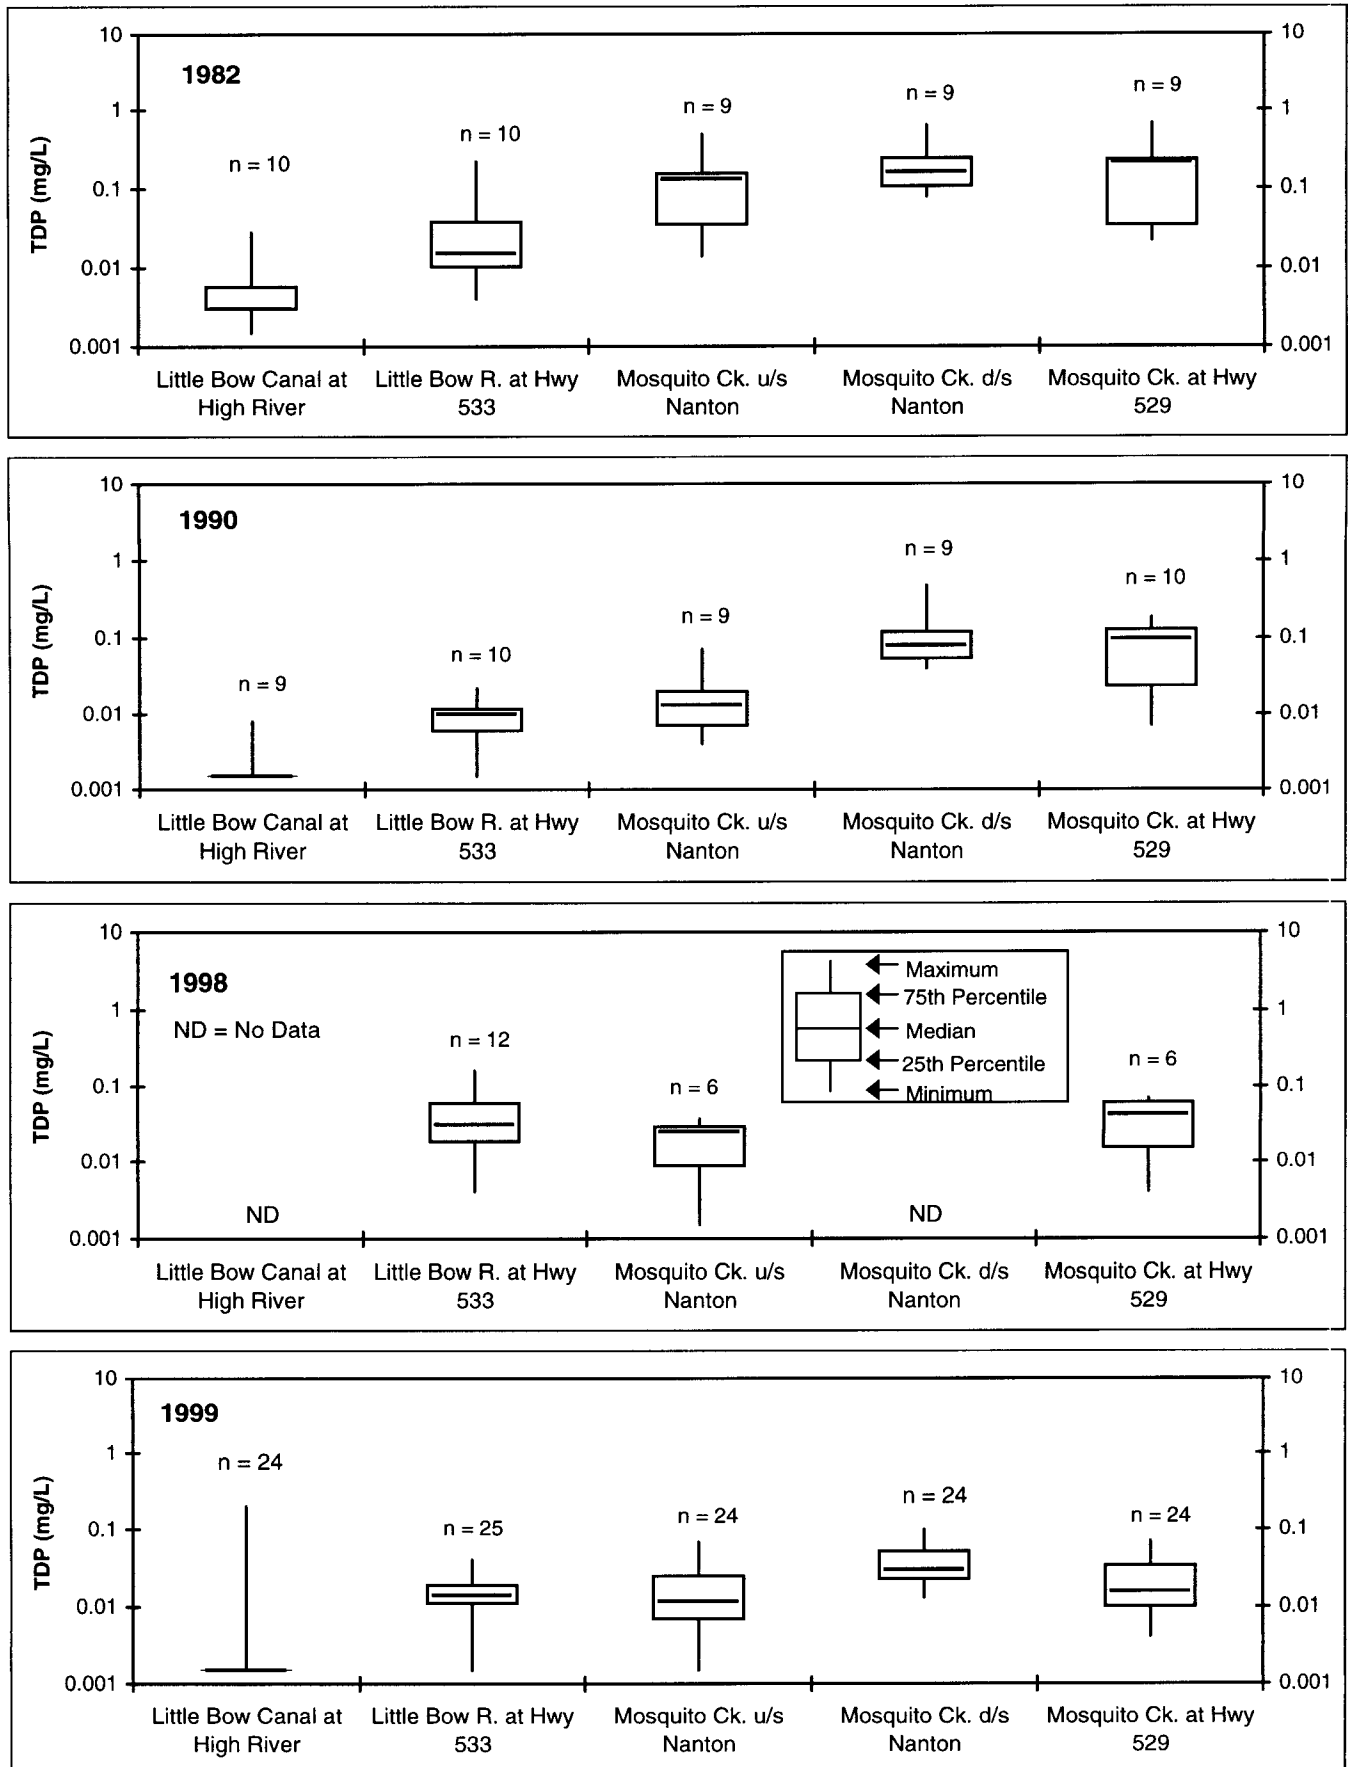 10 10
1982
n = 9
n = 9
n = 9
1 1
n = 10
n = 10
TDP (mg/L)
0.1 0.1
0.01 0.01
0.001 0.001
Little Bow Canal at High River
Little Bow R. at Hwy 533
Mosquito Ck. u/s Nanton
Mosquito Ck. d/s Nanton
Mosquito Ck. at Hwy 529
10 10
1990
n = 9
1 1
n = 10
n = 9
TDP (mg/L)
0.1 0.1
n = 10
n = 9
0.01 0.01
0.001 0.001
Little Bow Canal at High River
Little Bow R. at Hwy 533
Mosquito Ck. u/s Nanton
Mosquito Ck. d/s Nanton
Mosquito Ck. at Hwy 529
10 10
1998
Maximum
75th Percentile
Median
25th Percentile
Minimum
1 1
ND = No Data
n = 12
n = 6
n = 6
TDP (mg/L)
0.1 0.1
0.01 0.01
ND
ND
0.001 0.001
Little Bow Canal at High River
Little Bow R. at Hwy 533
Mosquito Ck. u/s Nanton
Mosquito Ck. d/s Nanton
Mosquito Ck. at Hwy 529
10 10
1999
1 1
n = 24
n = 25
n = 24
n = 24
n = 24
TDP (mg/L)
0.1 0.1
0.01 0.01
0.001 0.001
Little Bow Canal at High River
Little Bow R. at Hwy 533
Mosquito Ck. u/s Nanton
Mosquito Ck. d/s Nanton
Mosquito Ck. at Hwy 529